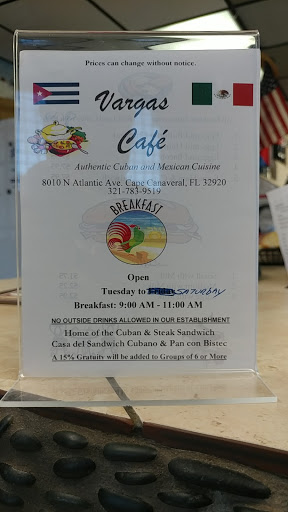 Prices can change without notice.
Vargas
Café
Authentic Cuban and Mexican Cuisine
8010 N Atlantic Ave. Cape Canaveral, FL 32920
321-783-9519
BREAKFAST
Open
Tuesday to SATURDAY
Breakfast: 9:00 AM - 11:00 AM
NO OUTSIDE DRINKS ALLOWED IN OUR ESTABLISHMENT
Home of the Cuban & Steak Sandwich
Casa del Sandwich Cubano & Pan con Bistec
A 15% Gratuity will be added to Groups of 6 or More